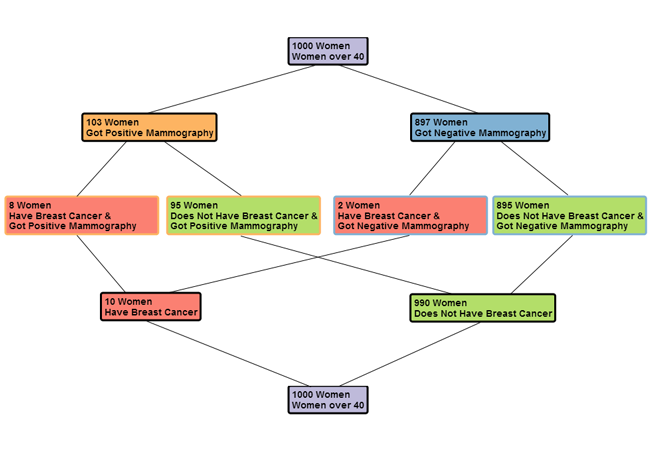 1000 Women
Women over 40
103 Women
Got Positive Mammography
897 Women
Got Negative Mammography
8 Women
Have Breast Cancer &
Got Positive Mammography
95 Women
Does Not Have Breast Cancer &
Got Positive Mammography
2 Women
Have Breast Cancer &
Got Negative Mammography
895 Women
Does Not Have Breast Cancer &
Got Negative Mammography
10 Women
Have Breast Cancer
990 Women
Does Not Have Breast Cancer
1000 Women
Women over 40